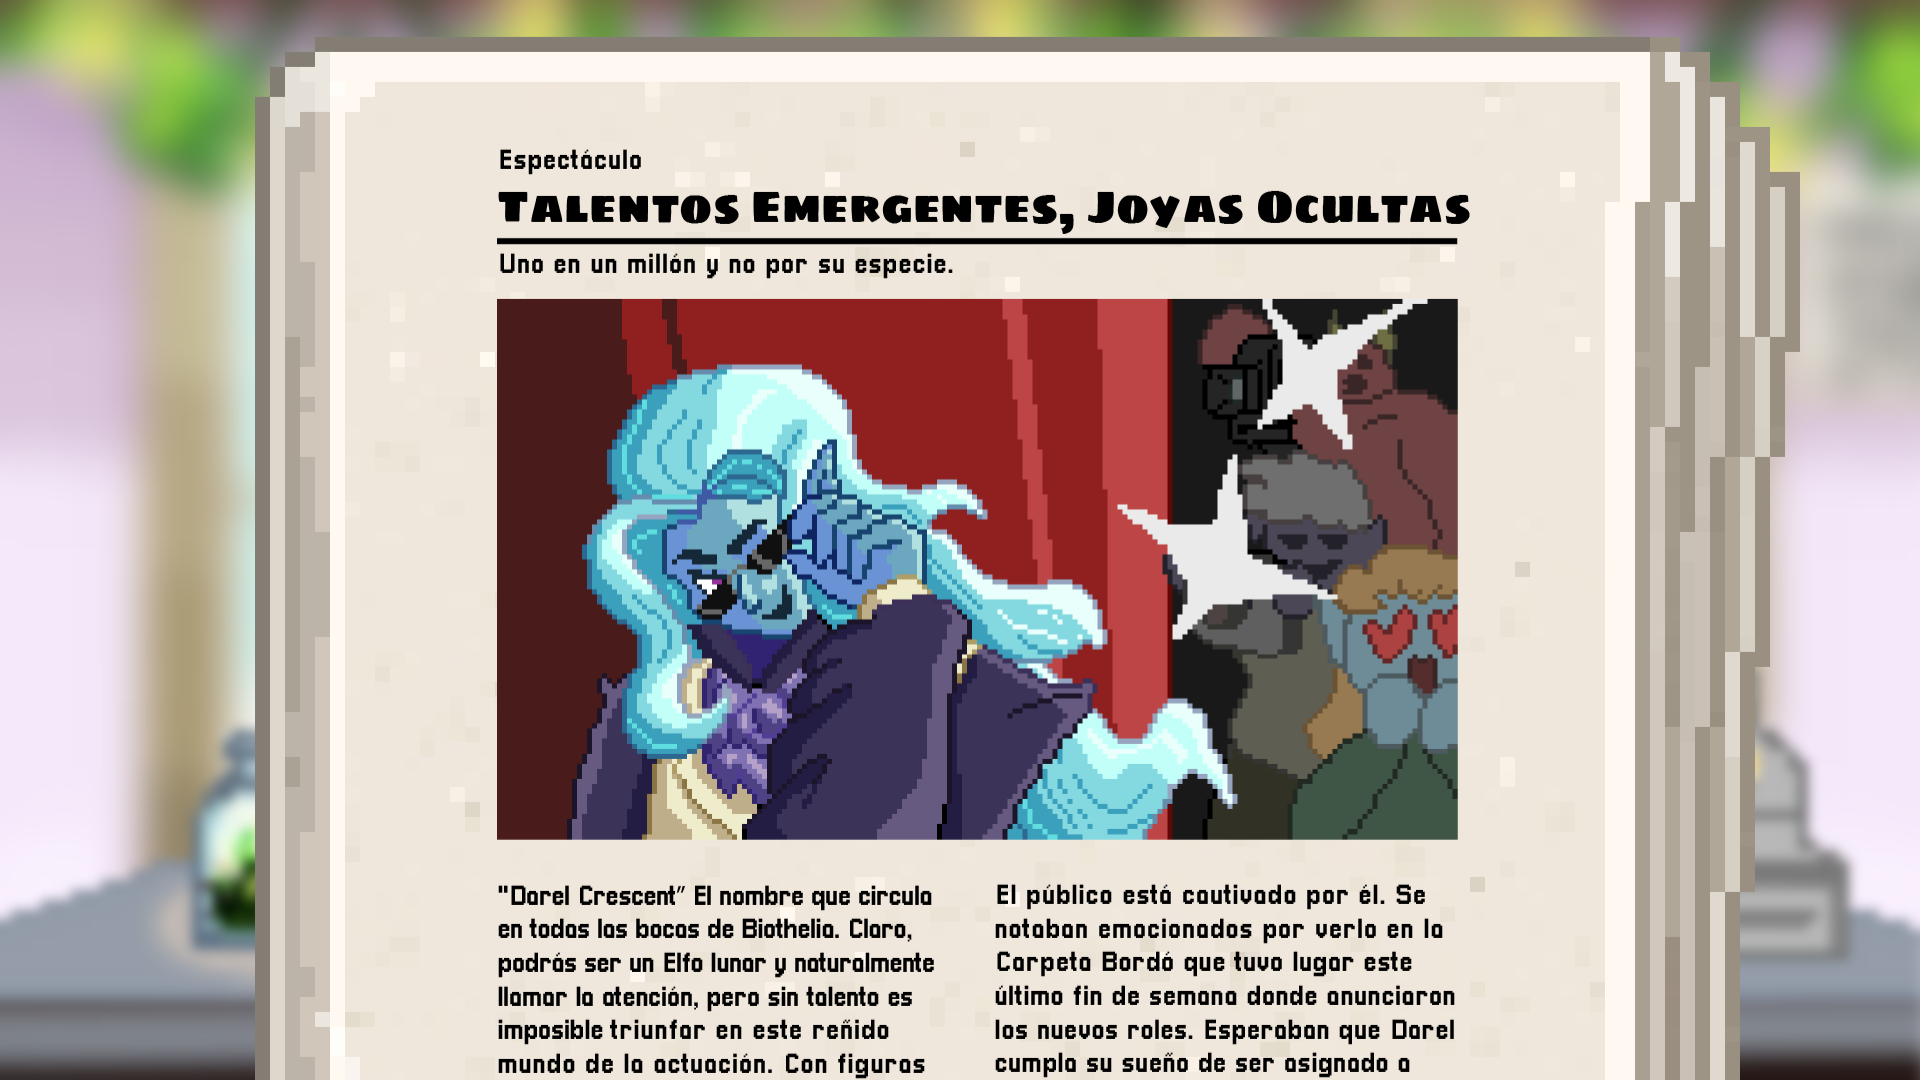 Espectáculo
Talentos Emergentes, Joyas Ocultas
Uno en un millón y no por su especie.
"Darel Crescent" El nombre que circula
en todas las bocas de Biothelia. Claro,
podrás ser un Elfo lunar y naturalmente
llamar la atención, pero sin talento es
imposible triunfar en este reñido
mundo de la actuación. Con figuras
El público está cautivado por él. Se
notaban emocionados por verlo en la
Carpeta Bordó que tuvo lugar este
último fin de semana donde anunciaron
los nuevos roles. Esperaban que Darel
cumpla su sueño de ser asignado a